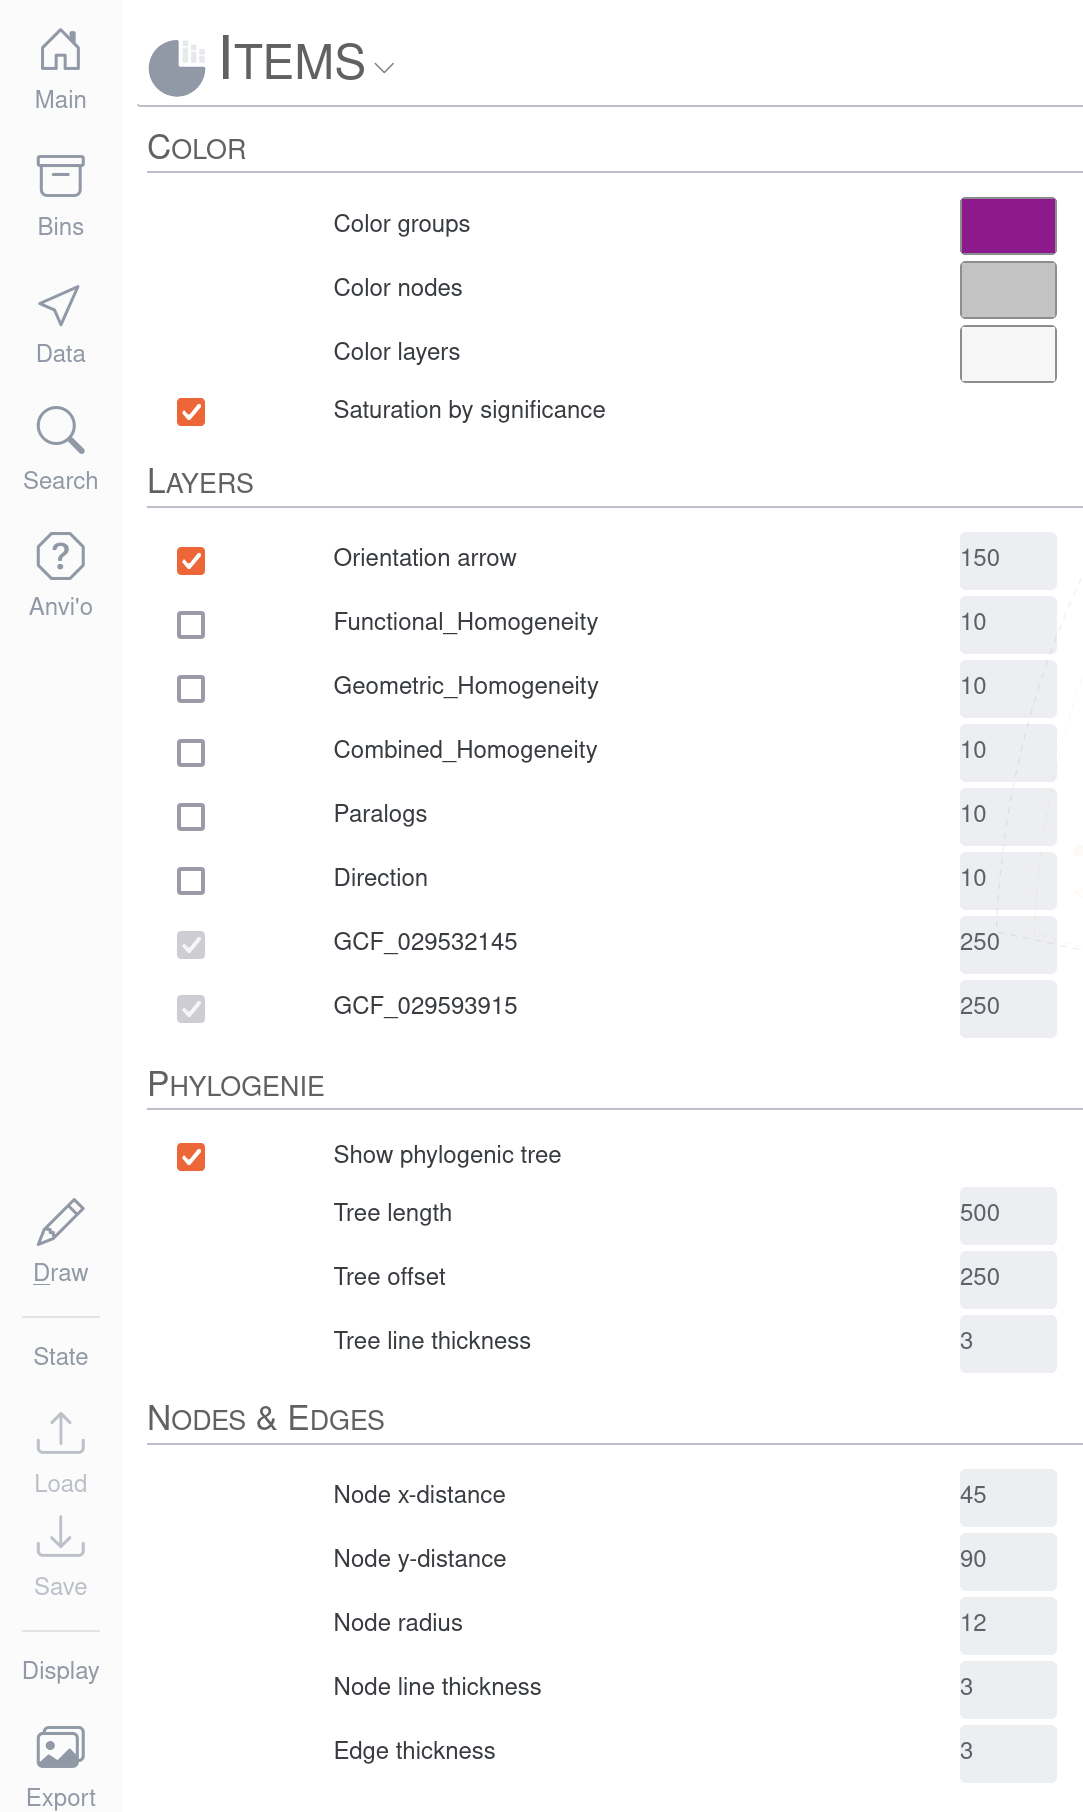 Main
Bins
Data
Search
?
Anvi'o
Draw
State
Load
Save
Display
Export
ITEMS
COLOR
Color groups
Color nodes
Color layers
Saturation by significance
LAYERS
Orientation arrow 150
Functional_Homogeneity 10
Geometric_Homogeneity 10
Combined_Homogeneity 10
Paralogs 10
Direction 10
GCF_029532145 250
GCF_029593915 250
PHYLOGENIE
Show phylogenic tree
Tree length 500
Tree offset 250
Tree line thickness 3
NODES & EDGES
Node x-distance 45
Node y-distance 90
Node radius 12
Node line thickness 3
Edge thickness 3